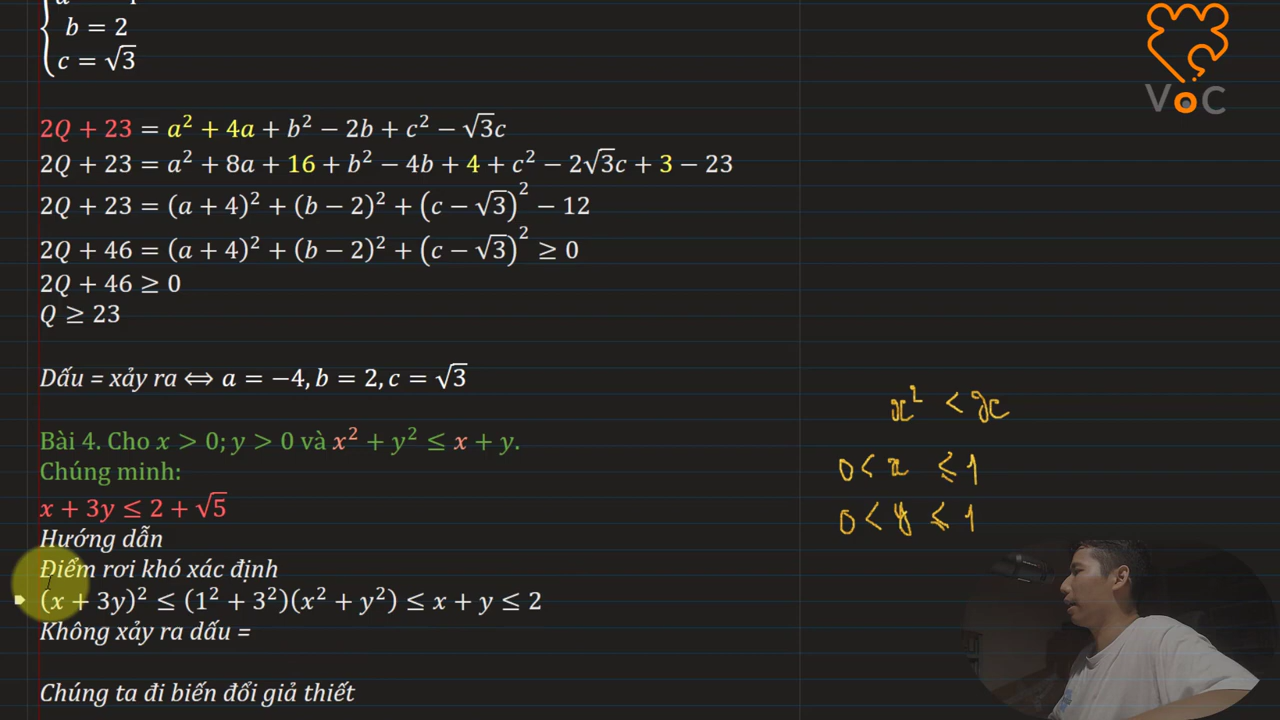 b = 2
c = √3
VoC
2Q + 23 = a² + 4a + b² − 2b + c² − √3c
2Q + 23 = a² + 8a + 16 + b² − 4b + 4 + c² − 2√3c + 3 − 23
2Q + 23 = (a + 4)² + (b − 2)² + (c − √3)² − 12
2Q + 46 = (a + 4)² + (b − 2)² + (c − √3)² ≥ 0
2Q + 46 ≥ 0
Q ≥ 23
Dấu = xảy ra ⟺ a = −4, b = 2, c = √3
x² < x
Bài 4. Cho x > 0; y > 0 và x² + y² ≤ x + y.
Chúng minh:
0 < x ≤ 1
x + 3y ≤ 2 + √5
0 < y ≤ 1
Hướng dẫn
Điểm rơi khó xác định
(x + 3y)² ≤ (1² + 3²)(x² + y²) ≤ x + y ≤ 2
Không xảy ra dấu =
Chúng ta đi biến đổi giả thiết